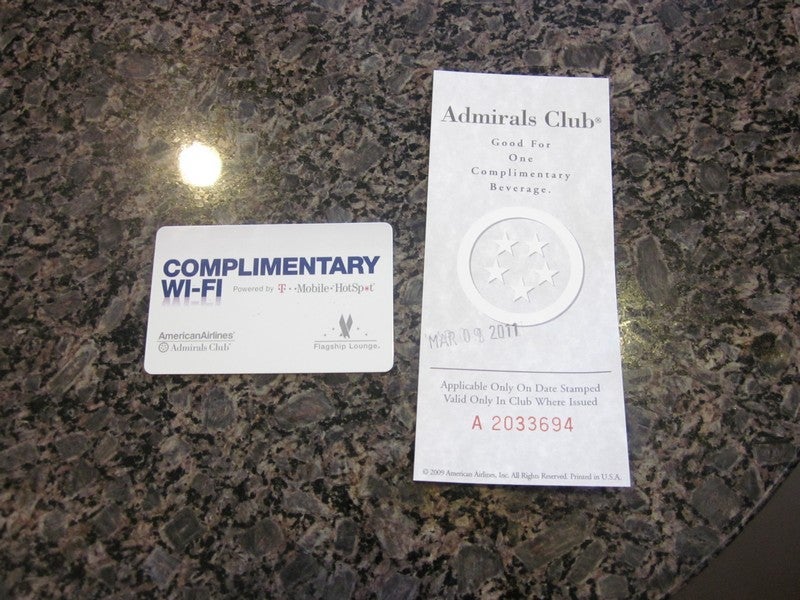 COMPLIMENTARY
WI-FI Powered by T··Mobile·HotSp*t
AmericanAirlines
Admirals Club
Flagship Lounge.
Admirals Club®
Good For
One
Complimentary
Beverage.
MAR 09 2011
Applicable Only On Date Stamped
Valid Only In Club Where Issued
A 2033694
© 2009 American Airlines, Inc. All Rights Reserved. Printed in U.S.A.